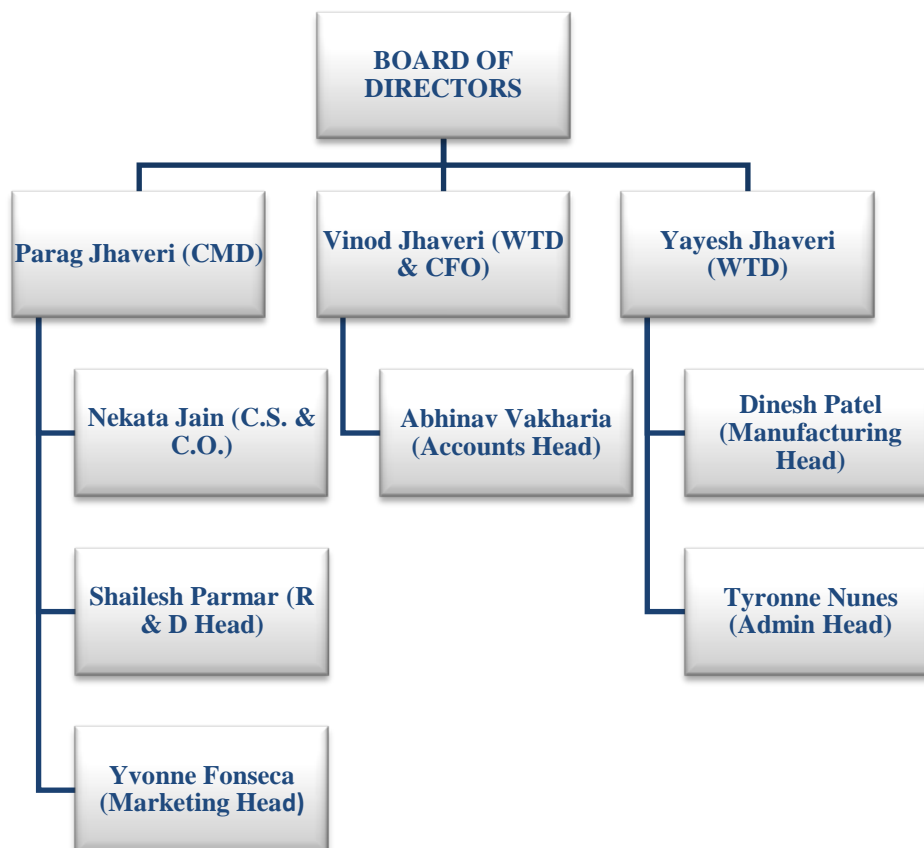 BOARD OF
DIRECTORS
Parag Jhaveri (CMD)
Vinod Jhaveri (WTD
& CFO)
Yayesh Jhaveri
(WTD)
Nekata Jain (C.S. &
C.O.)
Abhinav Vakharia
(Accounts Head)
Dinesh Patel
(Manufacturing
Head)
Shailesh Parmar (R
& D Head)
Tyronne Nunes
(Admin Head)
Yvonne Fonseca
(Marketing Head)